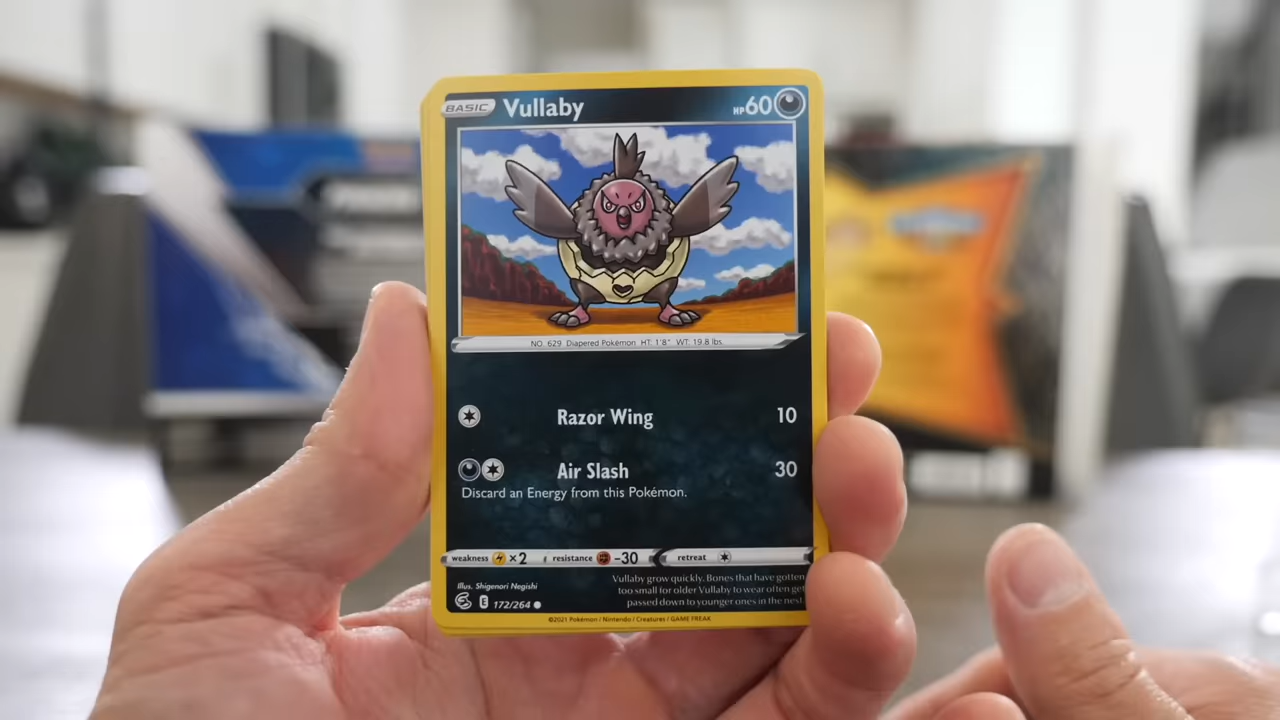 BASIC Vullaby HP60
NO. 629 Diapered Pokémon HT: 1'8" WT: 19.8 lbs.
Razor Wing 10
Air Slash 30
Discard an Energy from this Pokémon.
weakness ×2 resistance -30 retreat
Illus. Shigenori Negishi
Vullaby grow quickly. Bones that have gotten
too small for older Vullaby to wear often get
passed down to younger ones in the nest
E 172/264
©2021 Pokémon / Nintendo / Creatures / GAME FREAK